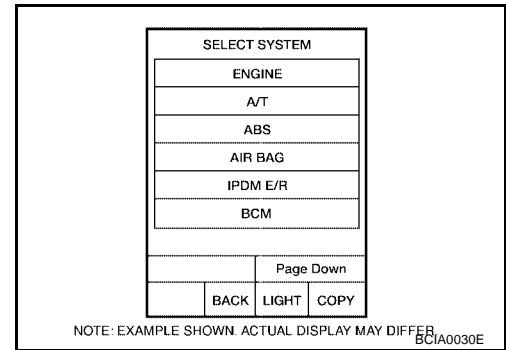 SELECT SYSTEM
ENGINE
A/T
ABS
AIR BAG
IPDM E/R
BCM
Page Down
BACK LIGHT COPY
NOTE: EXAMPLE SHOWN. ACTUAL DISPLAY MAY DIFFER.
BCIA0030E